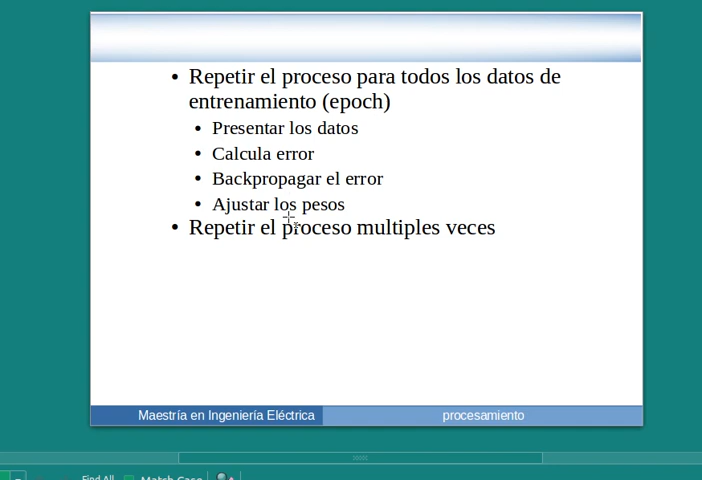 • Repetir el proceso para todos los datos de
entrenamiento (epoch)
• Presentar los datos
• Calcula error
• Backpropagar el error
• Ajustar los pesos
• Repetir el proceso multiples veces
Maestría en Ingeniería Eléctrica
procesamiento
Find All
Match Case